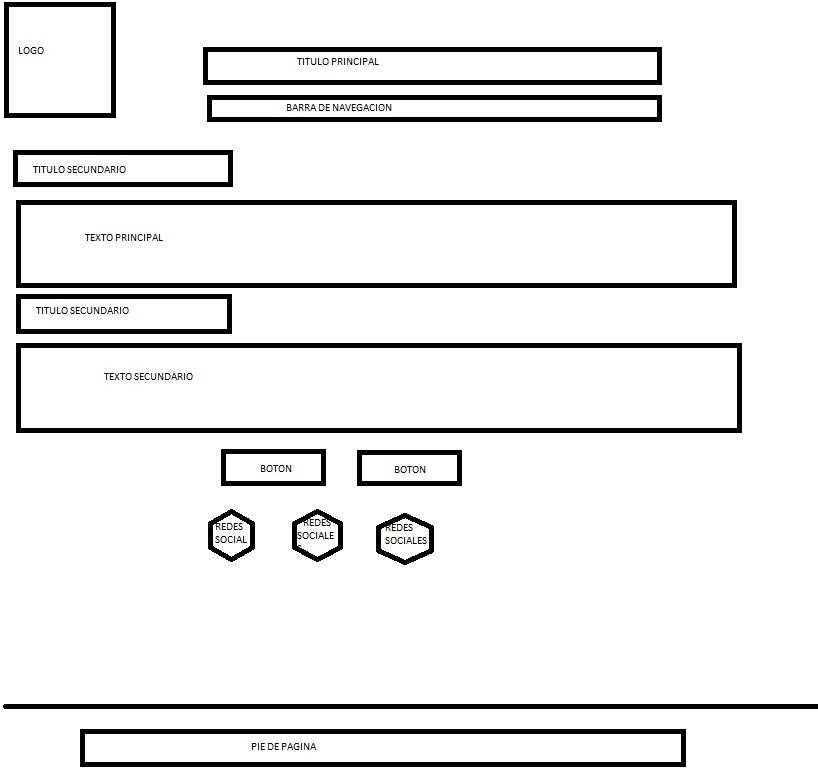 LOGO
TITULO PRINCIPAL
BARRA DE NAVEGACION
TITULO SECUNDARIO
TEXTO PRINCIPAL
TITULO SECUNDARIO
TEXTO SECUNDARIO
BOTON
BOTON
REDES
SOCIAL
REDES
SOCIALE
S
REDES
SOCIALES
PIE DE PAGINA